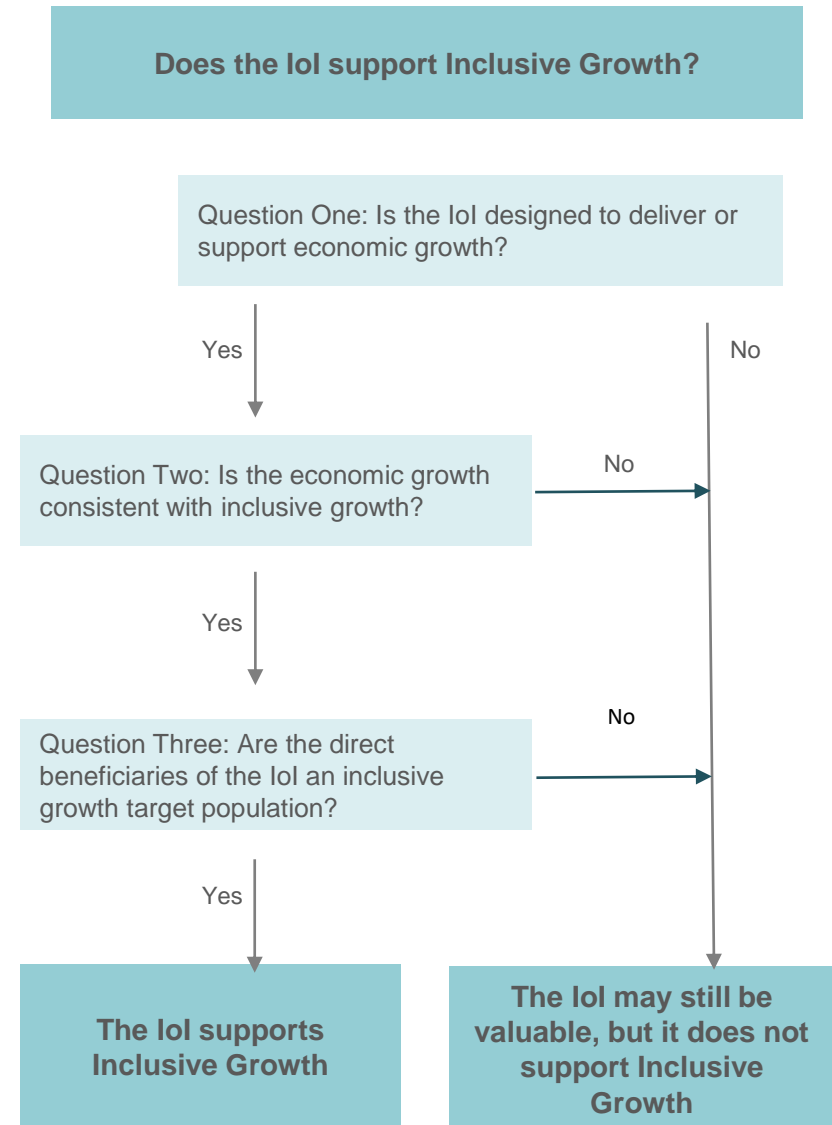 Does the IoI support Inclusive Growth?
Question One: Is the IoI designed to deliver or
support economic growth?
Yes
No
Question Two: Is the economic growth
consistent with inclusive growth?
No
Yes
Question Three: Are the direct
beneficiaries of the IoI an inclusive
growth target population?
No
Yes
The IoI supports
Inclusive Growth
The IoI may still be
valuable, but it does not
support Inclusive
Growth